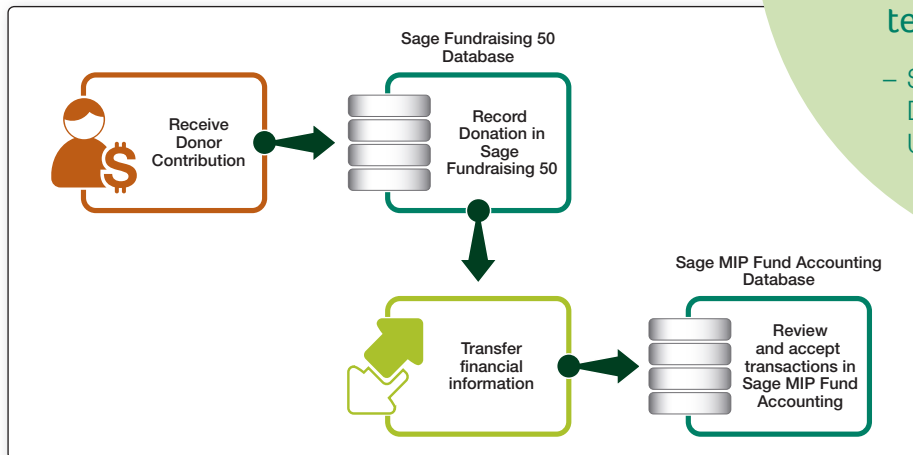 Sage Fundraising 50
Database
Receive
Donor
Contribution
$
Record
Donation in
Sage
Fundraising 50
Transfer
financial
information
Sage MIP Fund Accounting
Database
Review
and accept
transactions in
Sage MIP Fund
Accounting